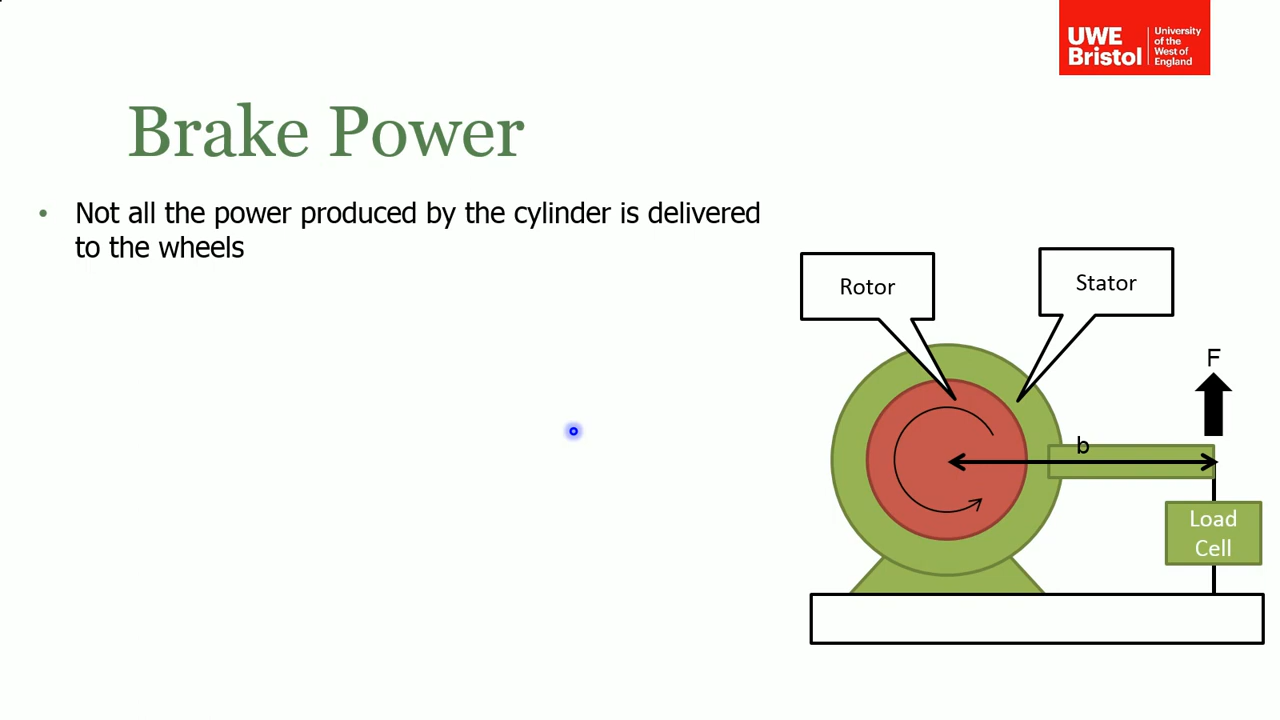 UWE
Bristol
University
of the
West of
England
Brake Power
• Not all the power produced by the cylinder is delivered
to the wheels
Rotor
Stator
F
b
Load
Cell